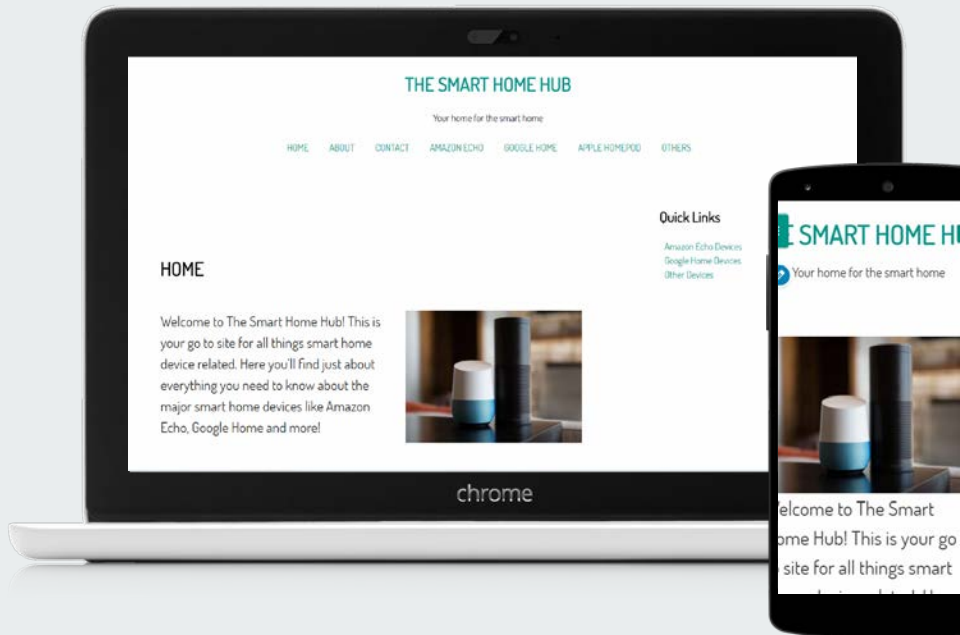 THE SMART HOME HUB
Your home for the smart home
HOME ABOUT CONTACT AMAZON ECHO GOOGLE HOME APPLE HOMEPOD OTHERS
Quick Links
Amazon Echo Devices
Google Home Devices
Other Devices
HOME
Welcome to The Smart Home Hub! This is
your go to site for all things smart home
device related. Here you'll find just about
everything you need to know about the
major smart home devices like Amazon
Echo, Google Home and more!
chrome
E SMART HOME HU
Your home for the smart home
elcome to The Smart
ome Hub! This is your go
site for all things smart